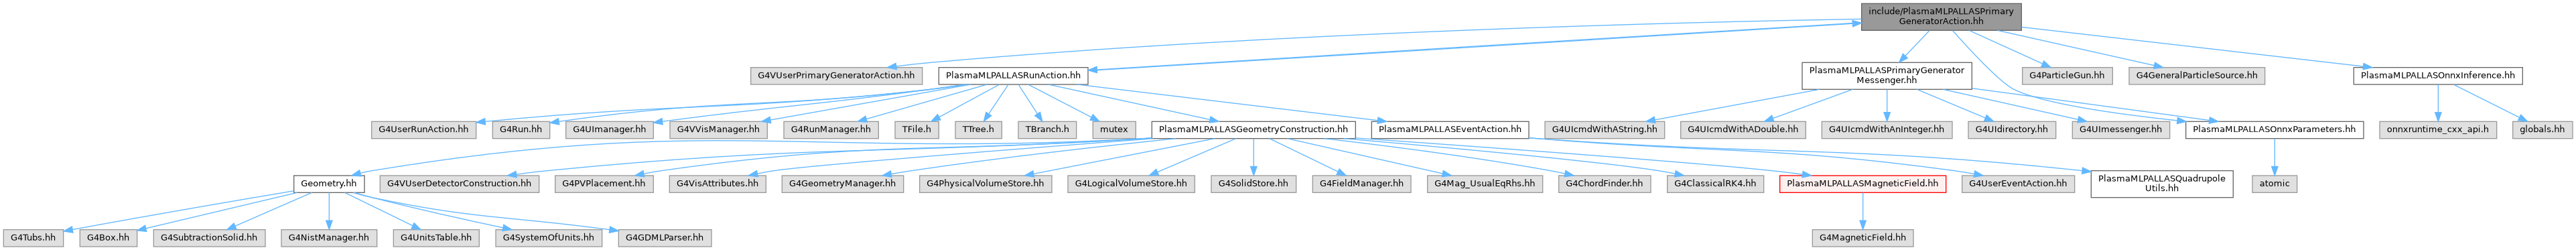 include/PlasmaMLPALLASPrimary
GeneratorAction.hh
G4VUserPrimaryGeneratorAction.hh
PlasmaMLPALLASRunAction.hh
PlasmaMLPALLASPrimaryGenerator
Messenger.hh
G4ParticleGun.hh
G4GeneralParticleSource.hh
PlasmaMLPALLASOnnxInference.hh
G4UserRunAction.hh
G4Run.hh
G4UImanager.hh
G4VVisManager.hh
G4RunManager.hh
TFile.h
TTree.h
TBranch.h
mutex
PlasmaMLPALLASGeometryConstruction.hh
PlasmaMLPALLASEventAction.hh
G4UIcmdWithAString.hh
G4UIcmdWithADouble.hh
G4UIcmdWithAnInteger.hh
G4UIdirectory.hh
G4UImessenger.hh
PlasmaMLPALLASOnnxParameters.hh
onnxruntime_cxx_api.h
globals.hh
Geometry.hh
G4VUserDetectorConstruction.hh
G4PVPlacement.hh
G4VisAttributes.hh
G4GeometryManager.hh
G4PhysicalVolumeStore.hh
G4LogicalVolumeStore.hh
G4SolidStore.hh
G4FieldManager.hh
G4Mag_UsualEqRhs.hh
G4ChordFinder.hh
G4ClassicalRK4.hh
PlasmaMLPALLASMagneticField.hh
G4UserEventAction.hh
PlasmaMLPALLASQuadrupole
Utils.hh
atomic
G4Tubs.hh
G4Box.hh
G4SubtractionSolid.hh
G4NistManager.hh
G4UnitsTable.hh
G4SystemOfUnits.hh
G4GDMLParser.hh
G4MagneticField.hh